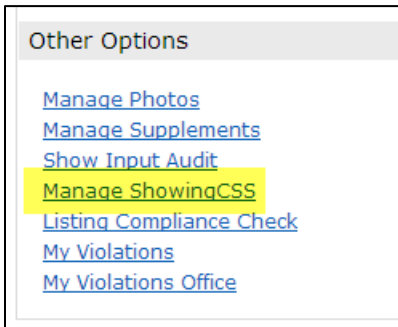 Other Options
Manage Photos
Manage Supplements
Show Input Audit
Manage ShowingCSS
Listing Compliance Check
My Violations
My Violations Office